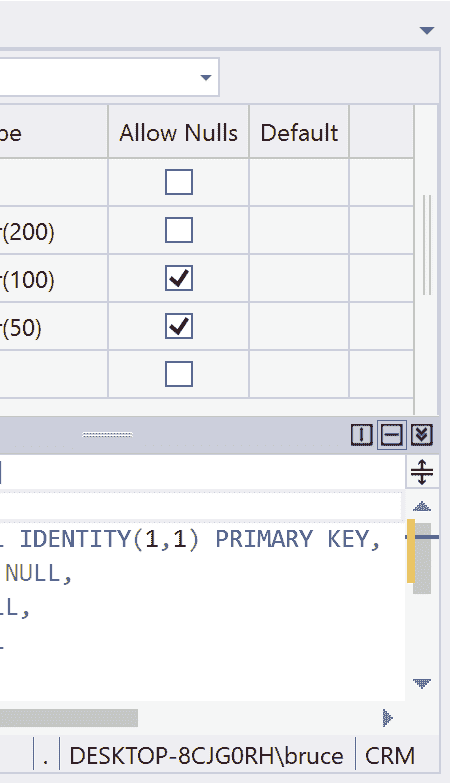 pe Allow Nulls Default
r(200)
r(100)
r(50)
IDENTITY(1,1) PRIMARY KEY,
NULL,
LL,
. DESKTOP-8CJG0RH\bruce CRM